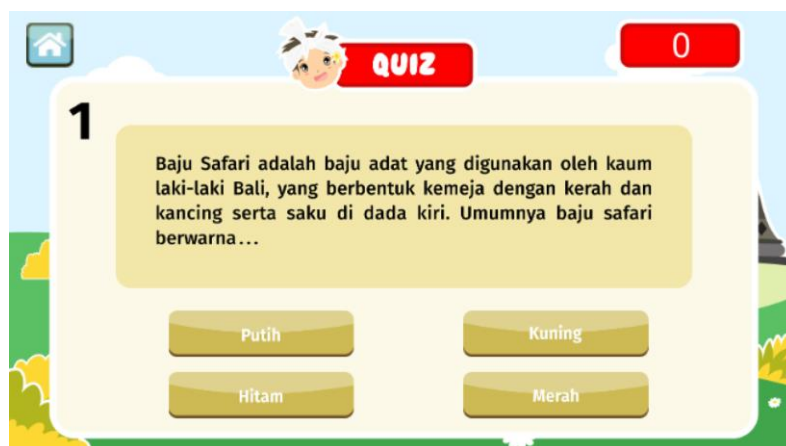 QUIZ
0
1
Baju Safari adalah baju adat yang digunakan oleh kaum
laki-laki Bali, yang berbentuk kemeja dengan kerah dan
kancing serta saku di dada kiri. Umumnya baju safari
berwarna...
Putih
Kuning
Hitam
Merah